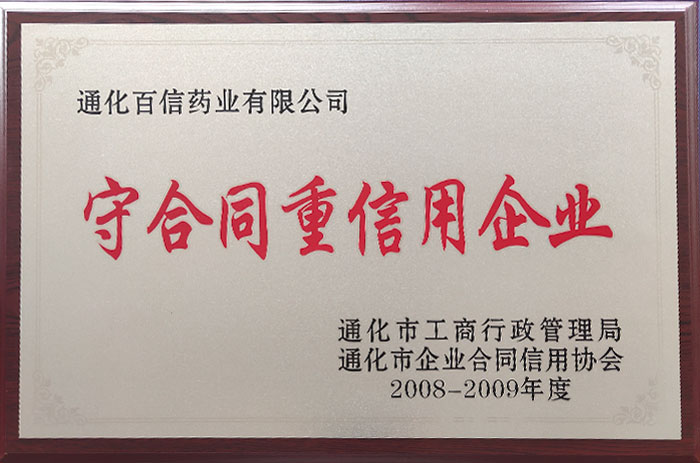 通化百信药业有限公司
守合同重信用企业
通化市工商行政管理局
通化市企业合同信用协会
2008-2009年度